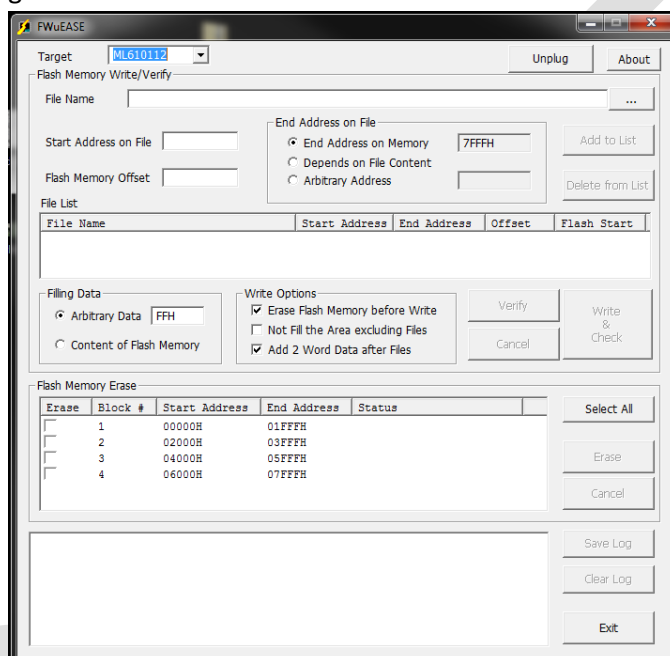 FWuEASE
Target ML610112 Unplug About
Flash Memory Write/Verify
File Name ...
End Address on File
Start Address on File End Address on Memory 7FFFH Add to List
Depends on File Content
Flash Memory Offset Arbitrary Address Delete from List
File List
File Name Start Address End Address Offset Flash Start
Filling Data Write Options
Arbitrary Data FFH Erase Flash Memory before Write Verify Write
Not Fill the Area excluding Files &
Content of Flash Memory Add 2 Word Data after Files Cancel Check
Flash Memory Erase
Erase Block # Start Address End Address Status Select All
1 00000H 01FFFH
2 02000H 03FFFH
3 04000H 05FFFH Erase
4 06000H 07FFFH
Cancel
Save Log
Clear Log
Exit